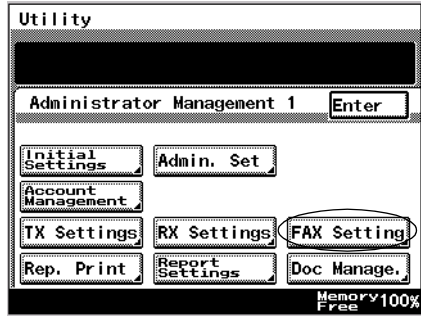 Utility
Administrator Management 1 Enter
Initial
Settings
Admin. Set
Account
Management
TX Settings RX Settings FAX Setting
Rep. Print
Report
Settings
Doc Manage.
Memory
Free 100%